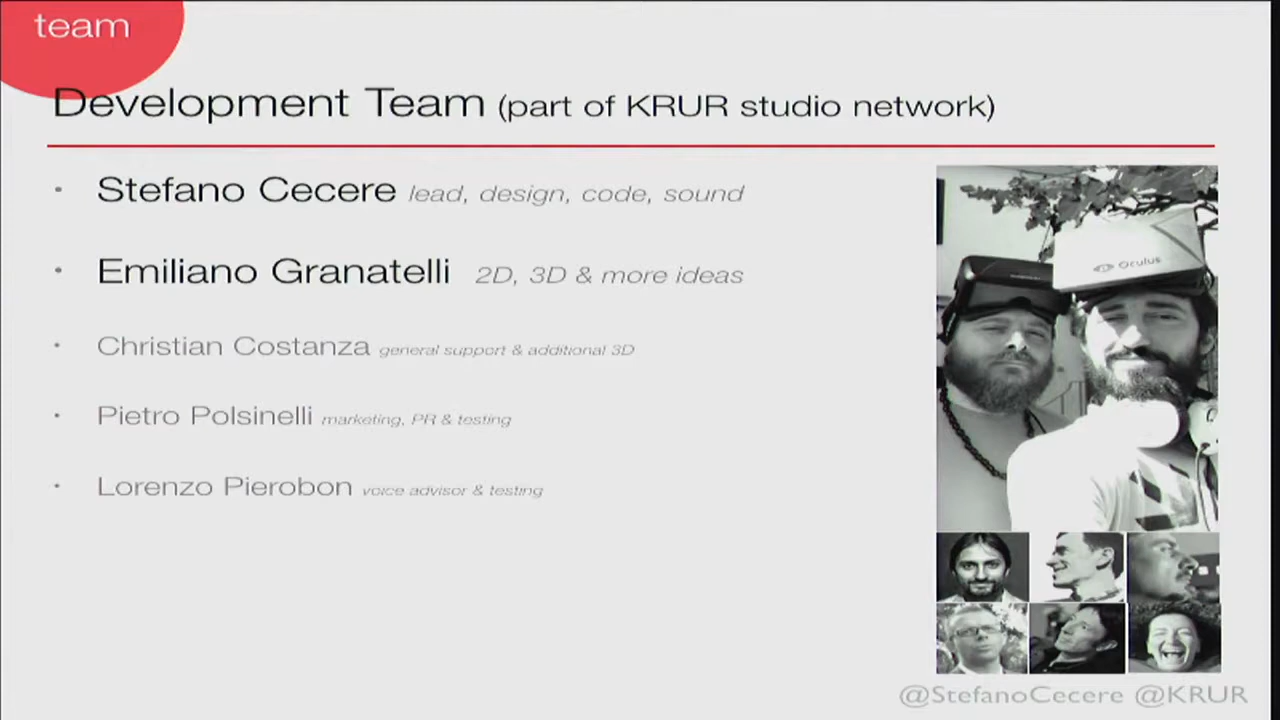 team
Development Team (part of KRUR studio network)
• Stefano Cecere lead, design, code, sound
• Emiliano Granatelli 2D, 3D & more ideas
• Christian Costanza general support & additional 3D
• Pietro Polsinelli marketing, PR & testing
• Lorenzo Pierobon voice advisor & testing
Oculus
@StefanoCecere @KRUR